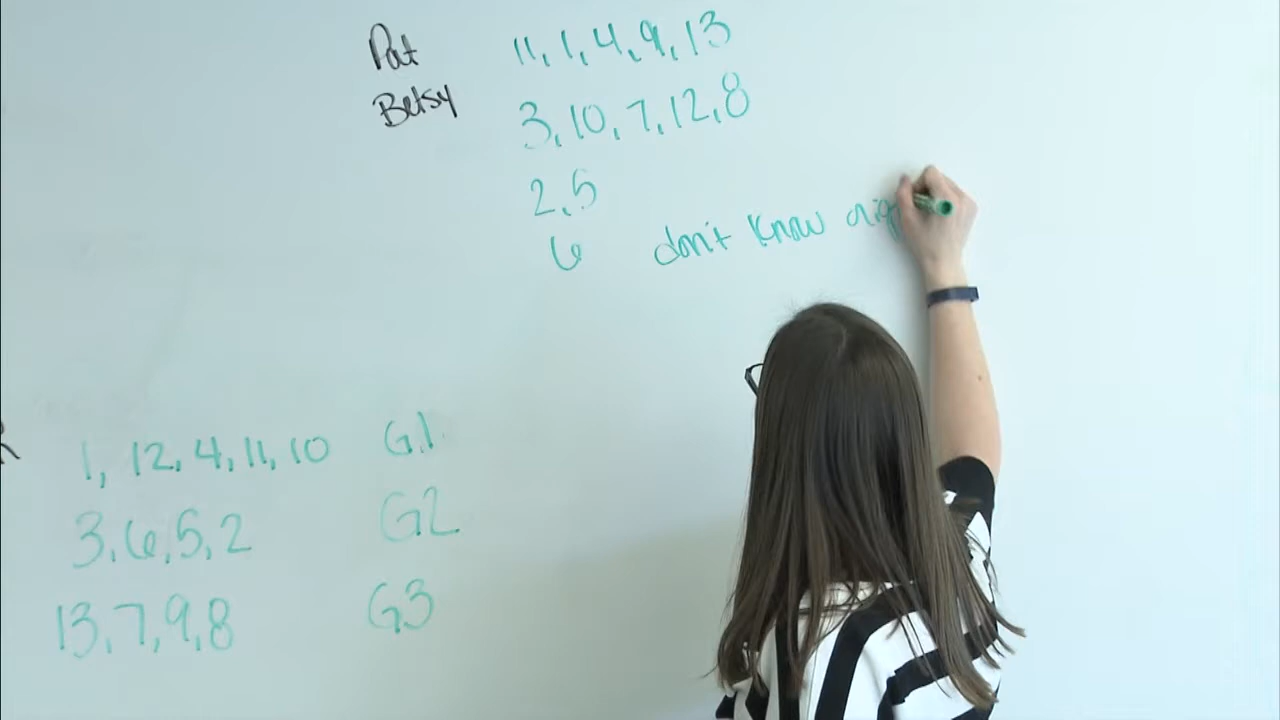 Pat 11, 1, 4, 9, 13
Betsy 3, 10, 7, 12, 8
2, 5
6 don't know
1, 12, 4, 11, 10 G1
3, 6, 5, 2 G2
13, 7, 9, 8 G3